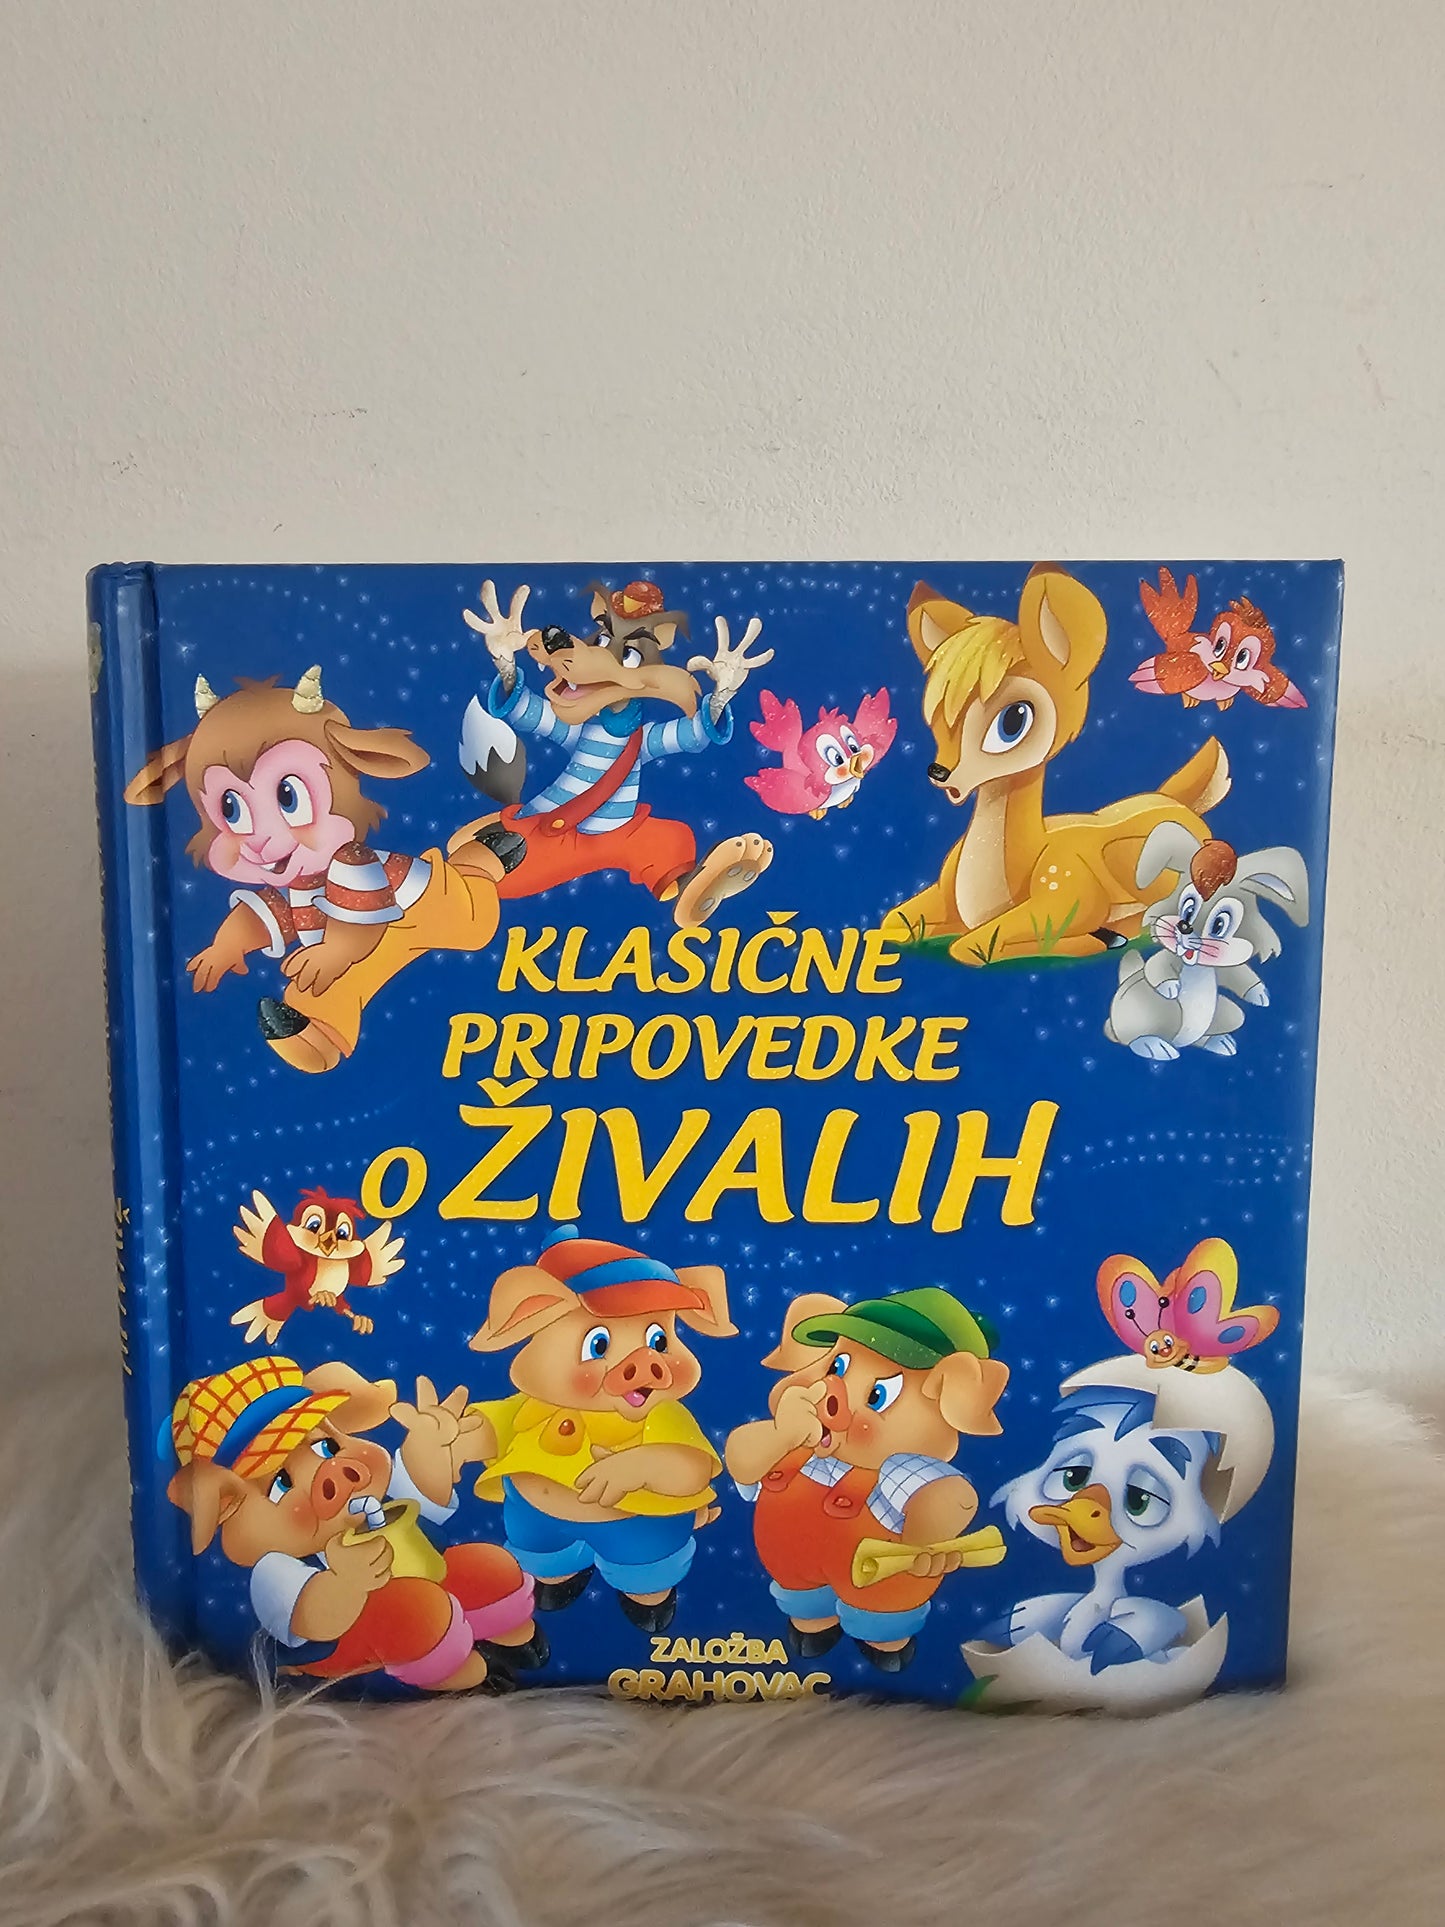 KLASIČNE
PRIPOVEDKE
O ŽIVALIH
ZALOŽBA
GRAHOVAC